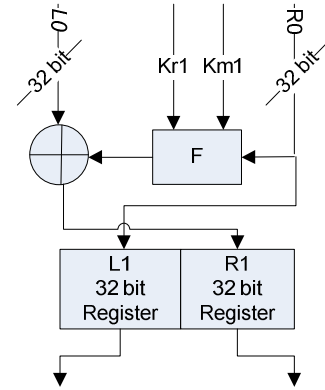 L0
R0
32 bit
32 bit
Kr1
Km1
F
L1
32 bit
Register
R1
32 bit
Register